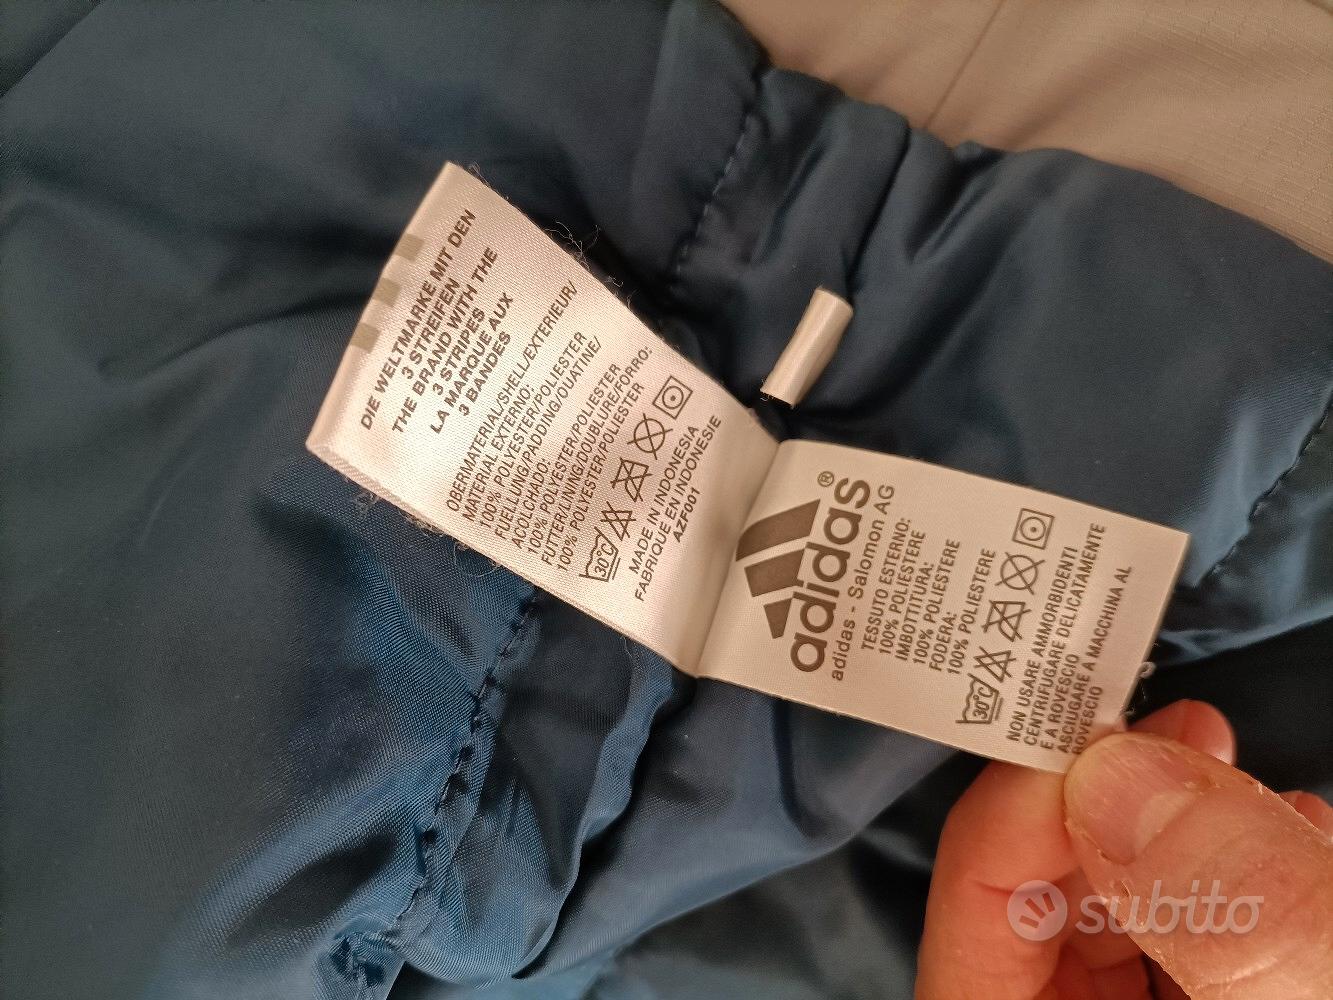 DIE WELTMARKE MIT DEN
3 STREIFEN
THE BRAND WITH THE
3 STRIPES
LA MARQUE AUX
3 BANDES
OBERMATERIAL/SHELL/EXTERIEUR/
MATERIAL EXTERNO:
100% POLYESTER/POLIESTER
FUELLUNG/PADDING/OUATINE/
ACOLCHAD:
100% POLYESTER/POLIESTER
FUTTER/LINING/DOUBLURE/FORRO:
100% POLYESTER/POLIESTER
30°C
MADE IN INDONESIA
FABRIQUE EN INDONESIE
AZF001
adidas®
adidas - Salomon AG
TESSUTO ESTERNO:
100% POLIESTERE
IMBOTTITURA:
100% POLIESTERE
FODERA:
100% POLIESTERE
30°C
NON USARE AMMORBIDENTI
CENTRIFUGARE DELICATAMENTE
E A ROVESCIO
ASCIUGARE A MACCHINA AL
ROVESCIO
subito